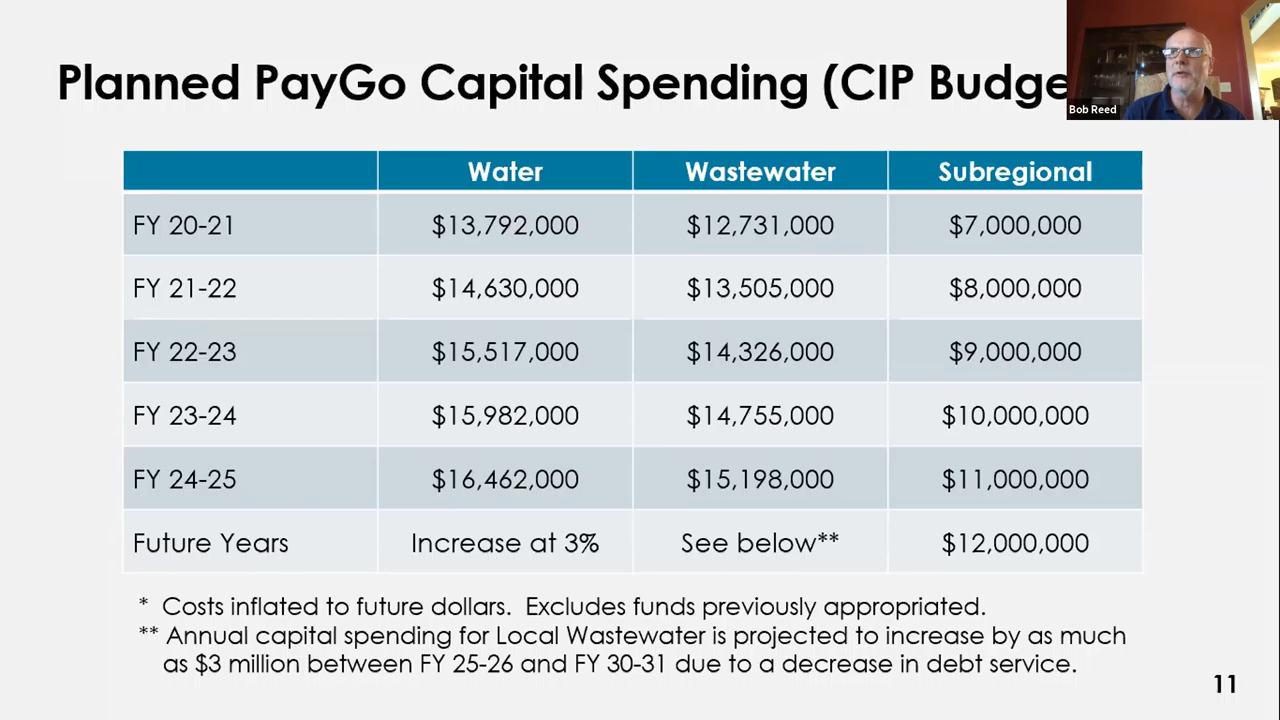 Planned PayGo Capital Spending (CIP Budge
Bob Reed
Water Wastewater Subregional
FY 20-21 $13,792,000 $12,731,000 $7,000,000
FY 21-22 $14,630,000 $13,505,000 $8,000,000
FY 22-23 $15,517,000 $14,326,000 $9,000,000
FY 23-24 $15,982,000 $14,755,000 $10,000,000
FY 24-25 $16,462,000 $15,198,000 $11,000,000
Future Years Increase at 3% See below** $12,000,000
* Costs inflated to future dollars. Excludes funds previously appropriated.
** Annual capital spending for Local Wastewater is projected to increase by as much
as $3 million between FY 25-26 and FY 30-31 due to a decrease in debt service.
11